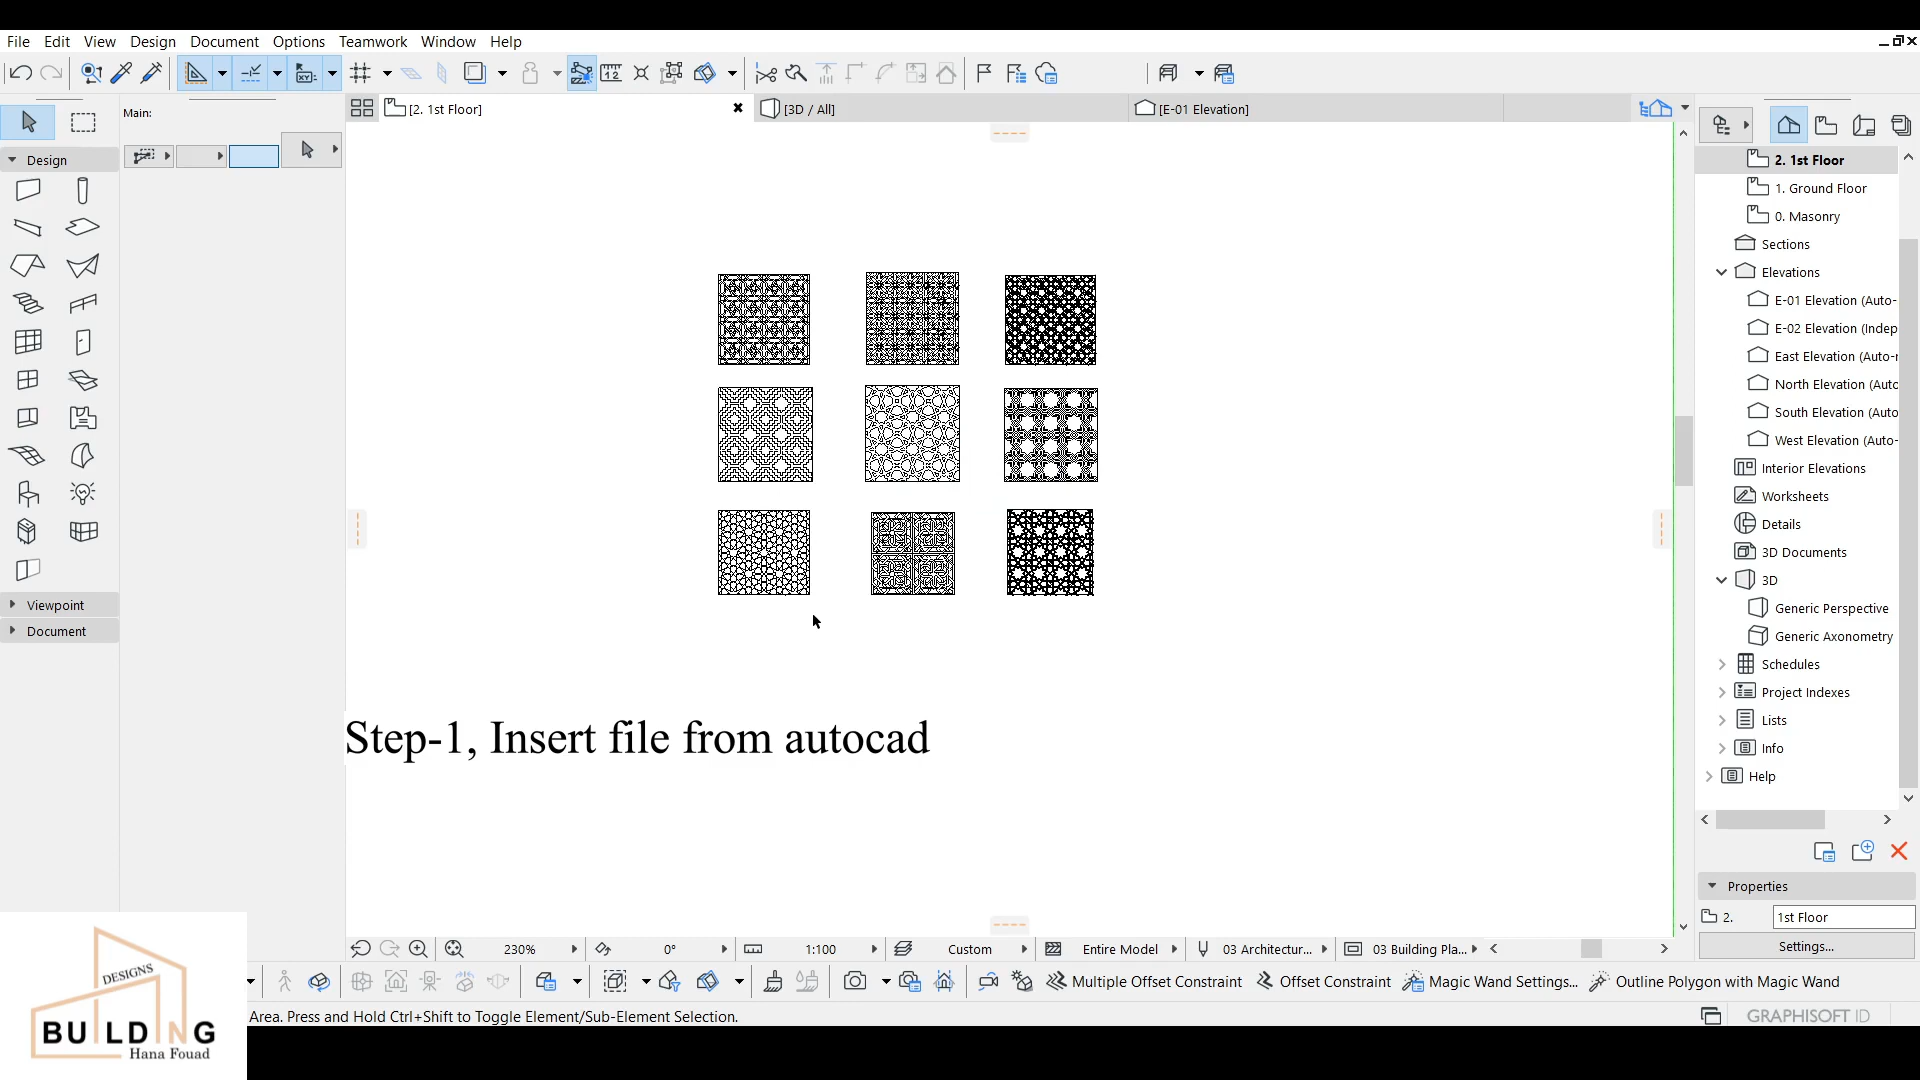 File Edit View Design Document Options Teamwork Window Help
[2. 1st Floor] [3D / All] [E-01 Elevation]
Main:
Design
Viewpoint
Document
Step-1, Insert file from autocad
2. 1st Floor
1. Ground Floor
0. Masonry
Sections
Elevations
E-01 Elevation (Auto-
E-02 Elevation (Indep
East Elevation (Auto-r
North Elevation (Auto
South Elevation (Auto
West Elevation (Auto-
Interior Elevations
Worksheets
Details
3D Documents
3D
Generic Perspective
Generic Axonometry
Schedules
Project Indexes
Lists
Info
Help
Properties
2. 1st Floor
Settings...
230% 0° 1:100 Custom Entire Model 03 Architectur... 03 Building Pla...
Multiple Offset Constraint Offset Constraint Magic Wand Settings... Outline Polygon with Magic Wand
Area. Press and Hold Ctrl+Shift to Toggle Element/Sub-Element Selection.
GRAPHISOFT ID
DESIGNS
BUILDING
Hana Fouad